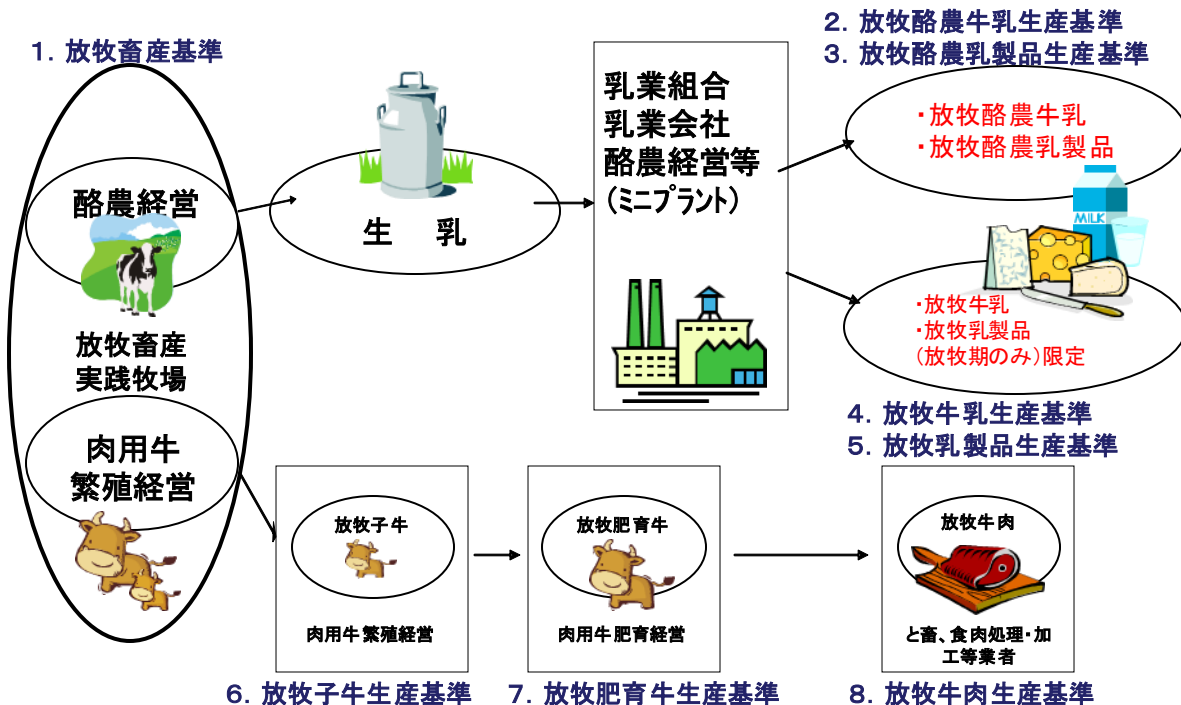 1. 放牧畜産基準
酪農経営
放牧畜産
実践牧場
肉用牛
繁殖経営
生 乳
乳業組合
乳業会社
酪農経営等
(ミニプラント)
2. 放牧酪農牛乳生産基準
3. 放牧酪農乳製品生産基準
・放牧酪農牛乳
・放牧酪農乳製品
MILK
・放牧牛乳
・放牧乳製品
(放牧期のみ)限定
4. 放牧牛乳生産基準
5. 放牧乳製品生産基準
放牧子牛
肉用牛繁殖経営
6. 放牧子牛生産基準
放牧肥育牛
肉用牛肥育経営
7. 放牧肥育牛生産基準
放牧牛肉
と畜、食肉処理・加
工等業者
8. 放牧牛肉生産基準